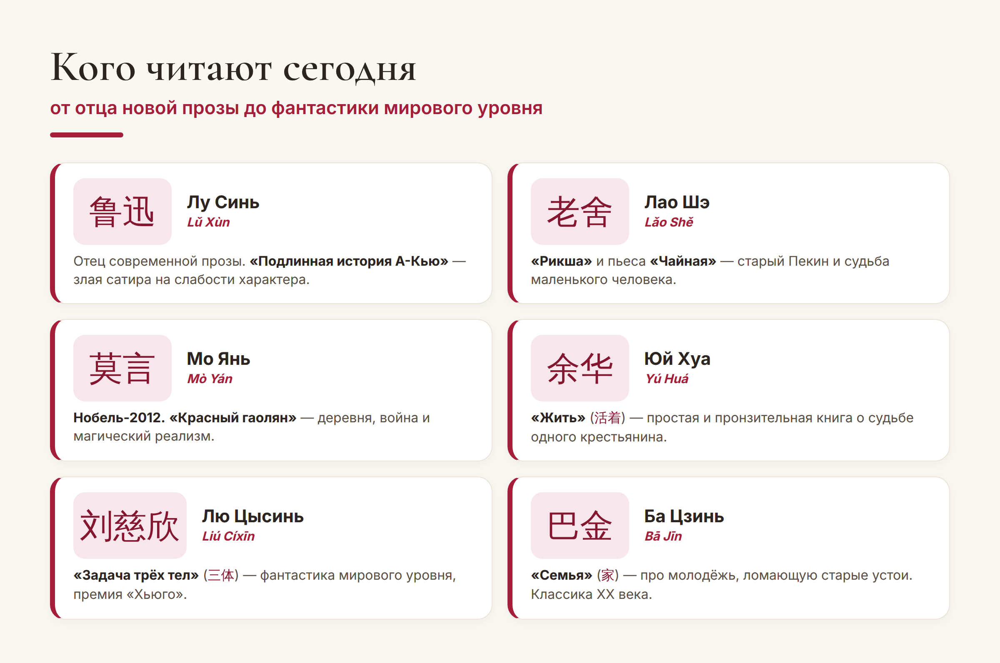 Кого читают сегодня
от отца новой прозы до фантастики мирового уровня
鲁迅
Лу Синь
Lǔ Xùn
Отец современной прозы. «Подлинная история А-Кью» —
злая сатира на слабости характера.
老舍
Лао Шэ
Lǎo Shě
«Рикша» и пьеса «Чайная» — старый Пекин и судьба
маленького человека.
莫言
Мо Янь
Mò Yán
Нобель-2012. «Красный гаолян» — деревня, война и
магический реализм.
余华
Юй Хуа
Yú Huá
«Жить» (活着) — простая и пронзительная книга о судьбе
одного крестьянина.
刘慈欣
Лю Цысинь
Liú Cíxīn
«Задача трёх тел» (三体) — фантастика мирового уровня,
премия «Хьюго».
巴金
Ба Цзинь
Bā Jīn
«Семья» (家) — про молодёжь, ломающую старые устои.
Классика XX века.